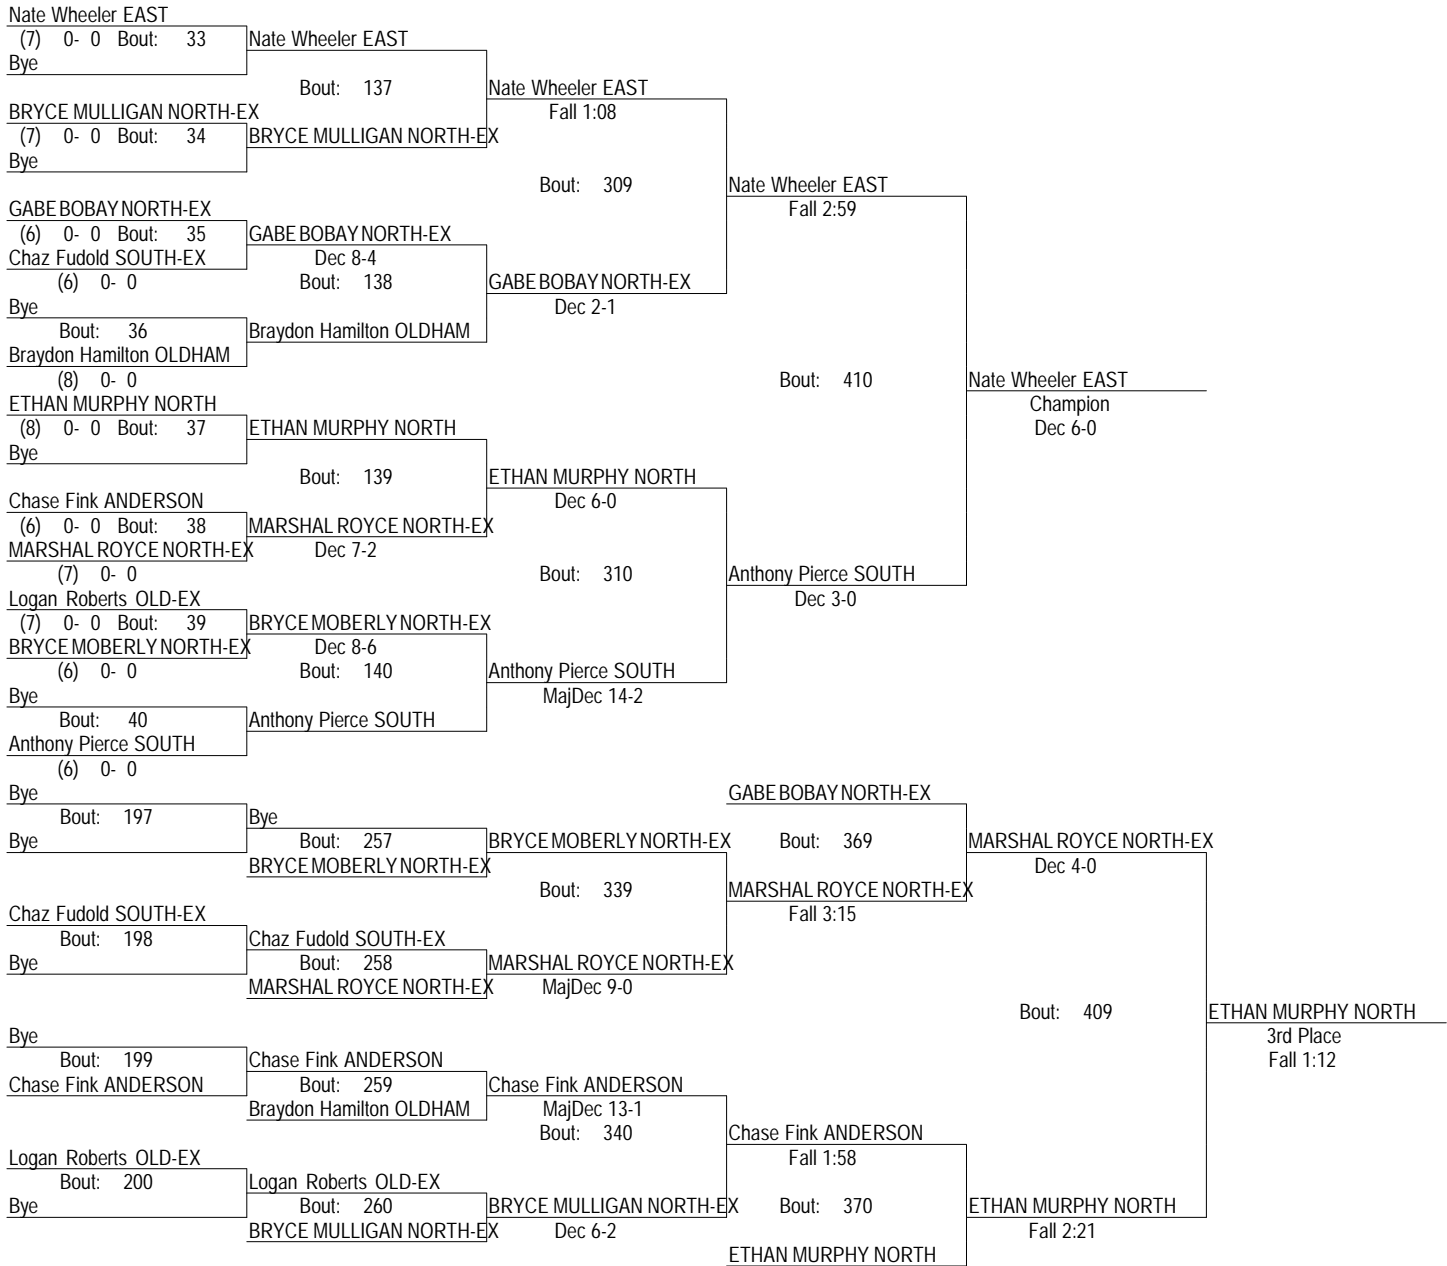 Nate Wheeler EAST
(7) 0- 0 Bout: 33 Nate Wheeler EAST
Bye
Bout: 137 Nate Wheeler EAST
BRYCE MULLIGAN NORTH-EX Fall 1:08
(7) 0- 0 Bout: 34 BRYCE MULLIGAN NORTH-EX
Bye
Bout: 309 Nate Wheeler EAST
GABE BOBAY NORTH-EX Fall 2:59
(6) 0- 0 Bout: 35 GABE BOBAY NORTH-EX
Chaz Fudold SOUTH-EX Dec 8-4
(6) 0- 0 Bout: 138 GABE BOBAY NORTH-EX
Bye Dec 2-1
Bout: 36 Braydon Hamilton OLDHAM
Braydon Hamilton OLDHAM
(8) 0- 0 Bout: 410 Nate Wheeler EAST
ETHAN MURPHY NORTH Champion
(8) 0- 0 Bout: 37 ETHAN MURPHY NORTH Dec 6-0
Bye
Bout: 139 ETHAN MURPHY NORTH
Chase Fink ANDERSON Dec 6-0
(6) 0- 0 Bout: 38 MARSHAL ROYCE NORTH-EX
MARSHAL ROYCE NORTH-EX Dec 7-2
(7) 0- 0 Bout: 310 Anthony Pierce SOUTH
Logan Roberts OLD-EX Dec 3-0
(7) 0- 0 Bout: 39 BRYCE MOBERLY NORTH-EX
BRYCE MOBERLY NORTH-EX Dec 8-6
(6) 0- 0 Bout: 140 Anthony Pierce SOUTH
Bye MajDec 14-2
Bout: 40 Anthony Pierce SOUTH
Anthony Pierce SOUTH
(6) 0- 0
Bye GABE BOBAY NORTH-EX
Bout: 197 Bye
Bye Bout: 257 BRYCE MOBERLY NORTH-EX Bout: 369 MARSHAL ROYCE NORTH-EX
BRYCE MOBERLY NORTH-EX Dec 4-0
Bout: 339 MARSHAL ROYCE NORTH-EX
Chaz Fudold SOUTH-EX Fall 3:15
Bout: 198 Chaz Fudold SOUTH-EX
Bye Bout: 258 MARSHAL ROYCE NORTH-EX
MARSHAL ROYCE NORTH-EX MajDec 9-0
Bout: 409 ETHAN MURPHY NORTH
Bye 3rd Place
Bout: 199 Chase Fink ANDERSON Fall 1:12
Chase Fink ANDERSON Bout: 259 Chase Fink ANDERSON
Braydon Hamilton OLDHAM MajDec 13-1
Bout: 340 Chase Fink ANDERSON
Logan Roberts OLD-EX Fall 1:58
Bout: 200 Logan Roberts OLD-EX
Bye Bout: 260 BRYCE MULLIGAN NORTH-EX Bout: 370 ETHAN MURPHY NORTH
BRYCE MULLIGAN NORTH-EX Dec 6-2 Fall 2:21
ETHAN MURPHY NORTH